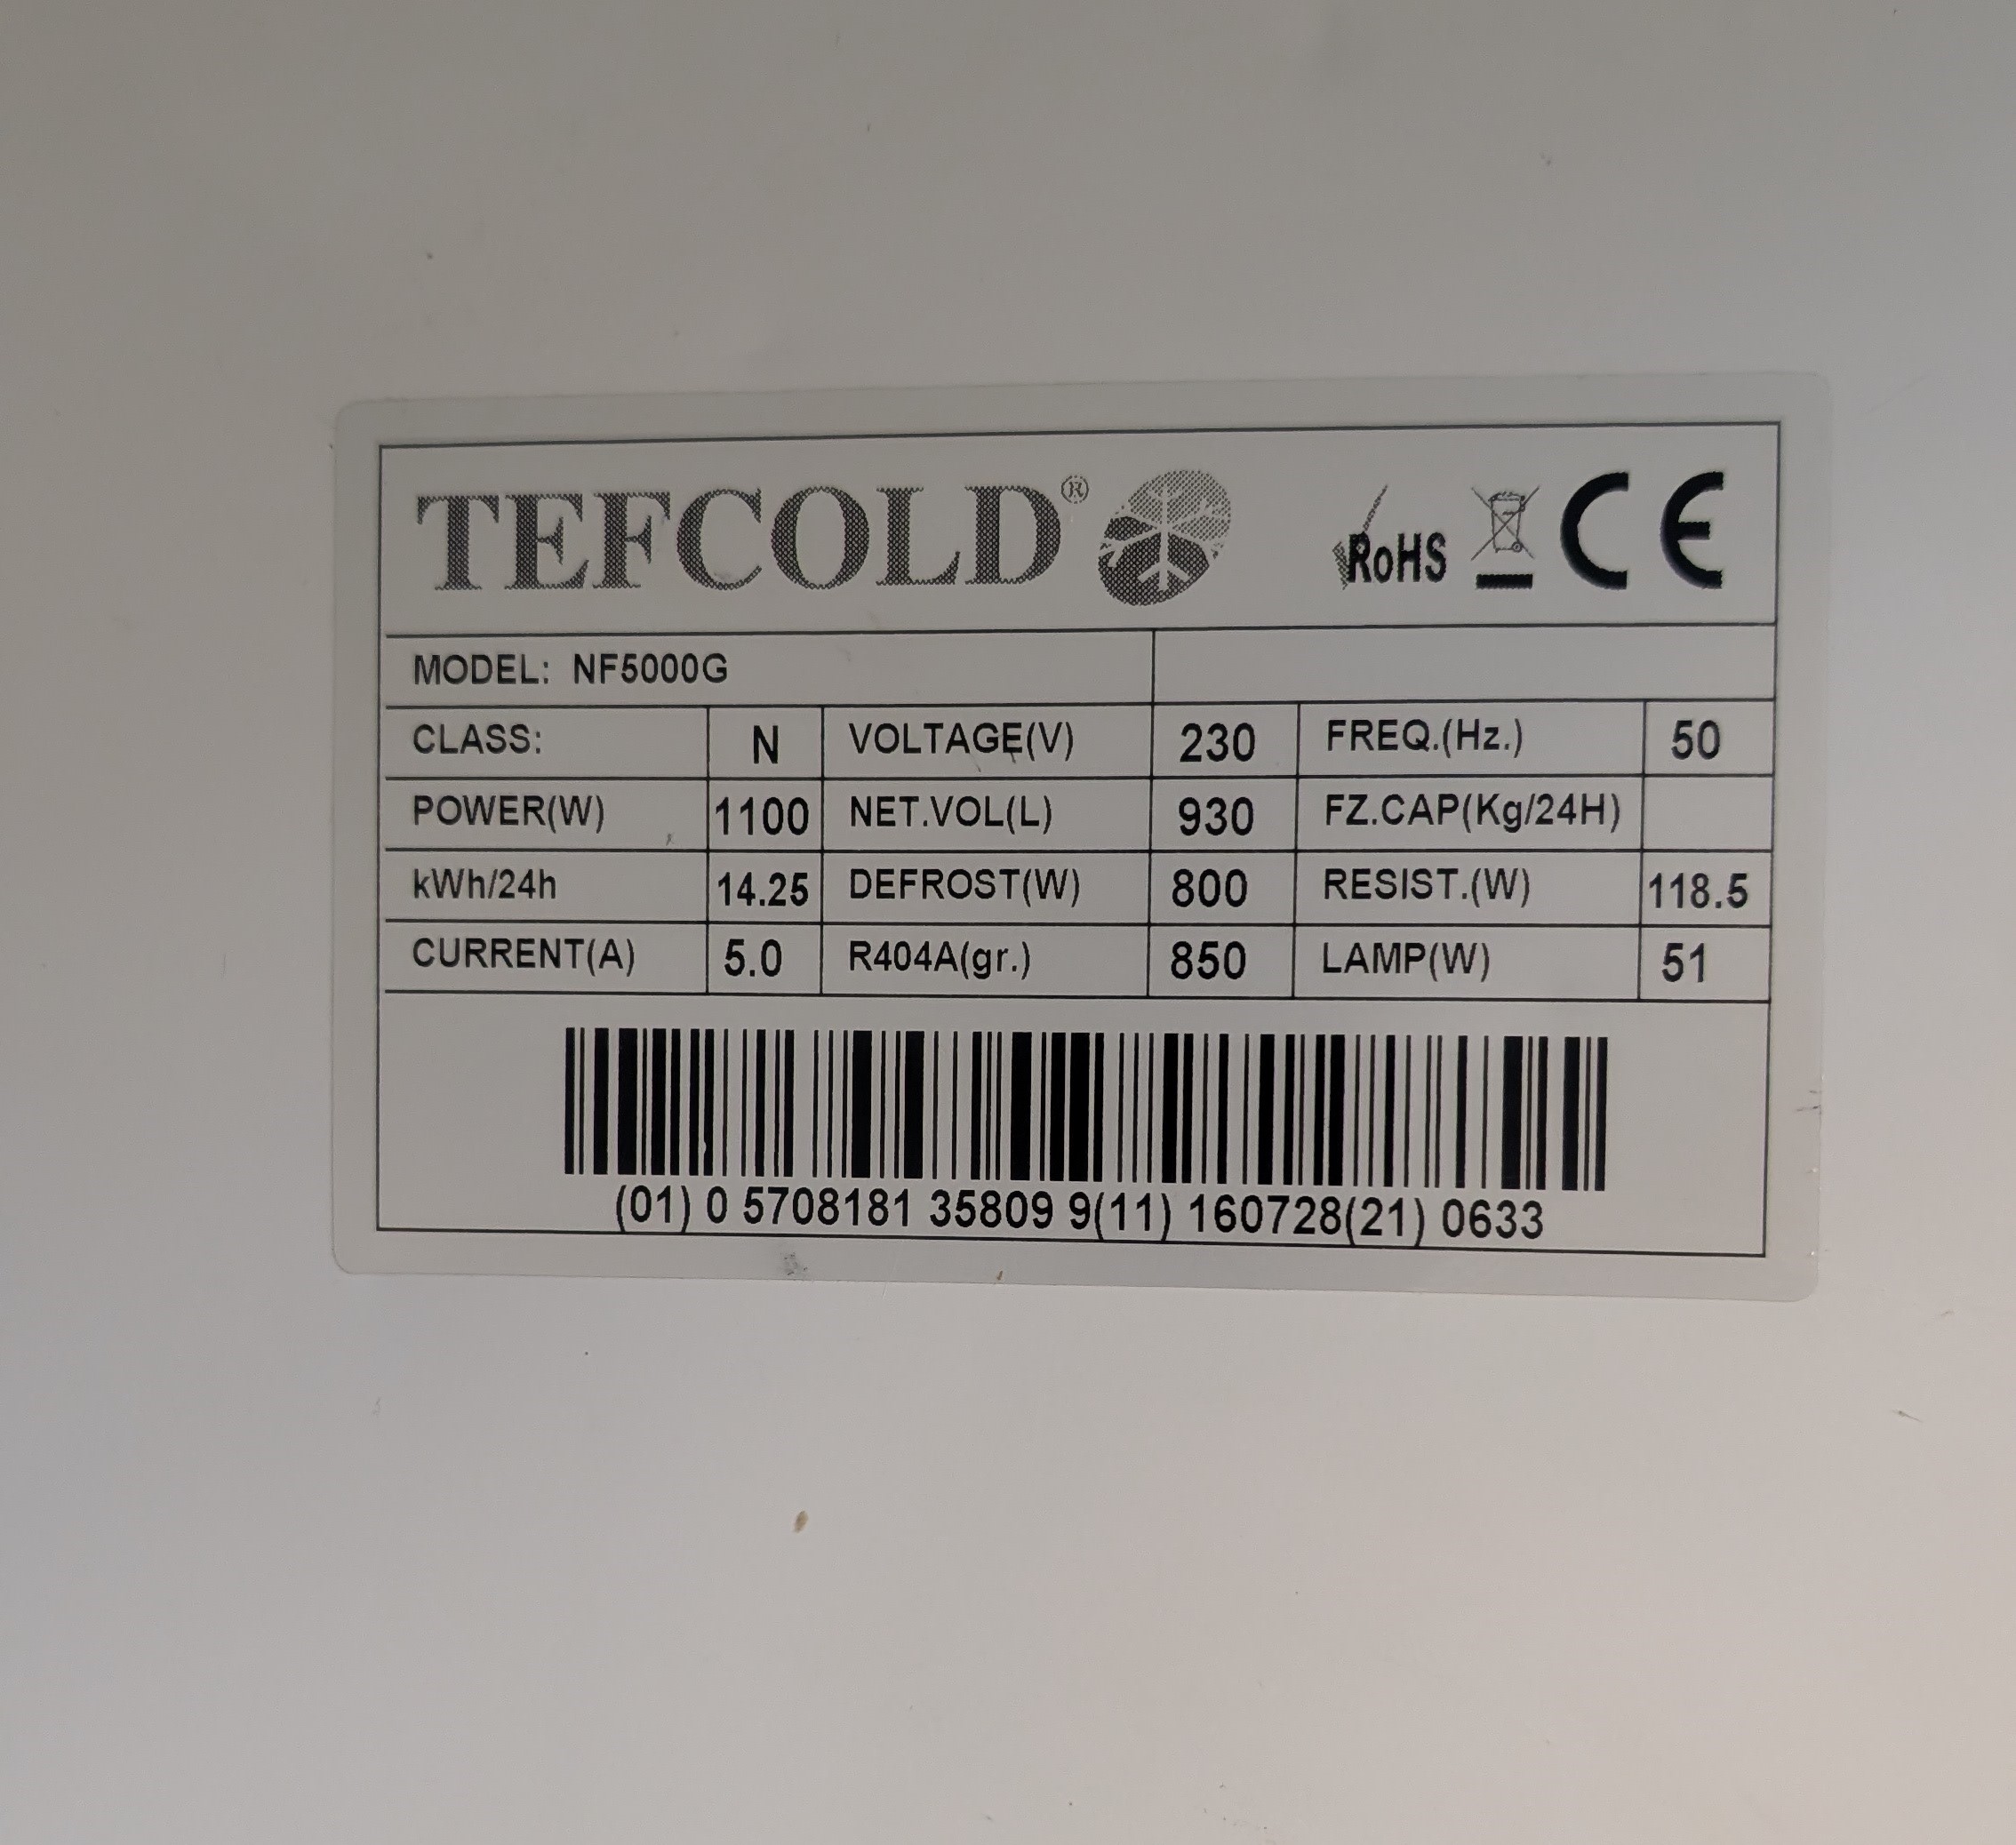 TEFCOLD®
RoHS CE
MODEL: NF5000G
CLASS: N VOLTAGE(V) 230 FREQ.(Hz.) 50
POWER(W) 1100 NET.VOL(L) 930 FZ.CAP(Kg/24H)
kWh/24h 14.25 DEFROST(W) 800 RESIST.(W) 118.5
CURRENT(A) 5.0 R404A(gr.) 850 LAMP(W) 51
(01) 0 5708181 35809 9(11) 160728(21) 0633